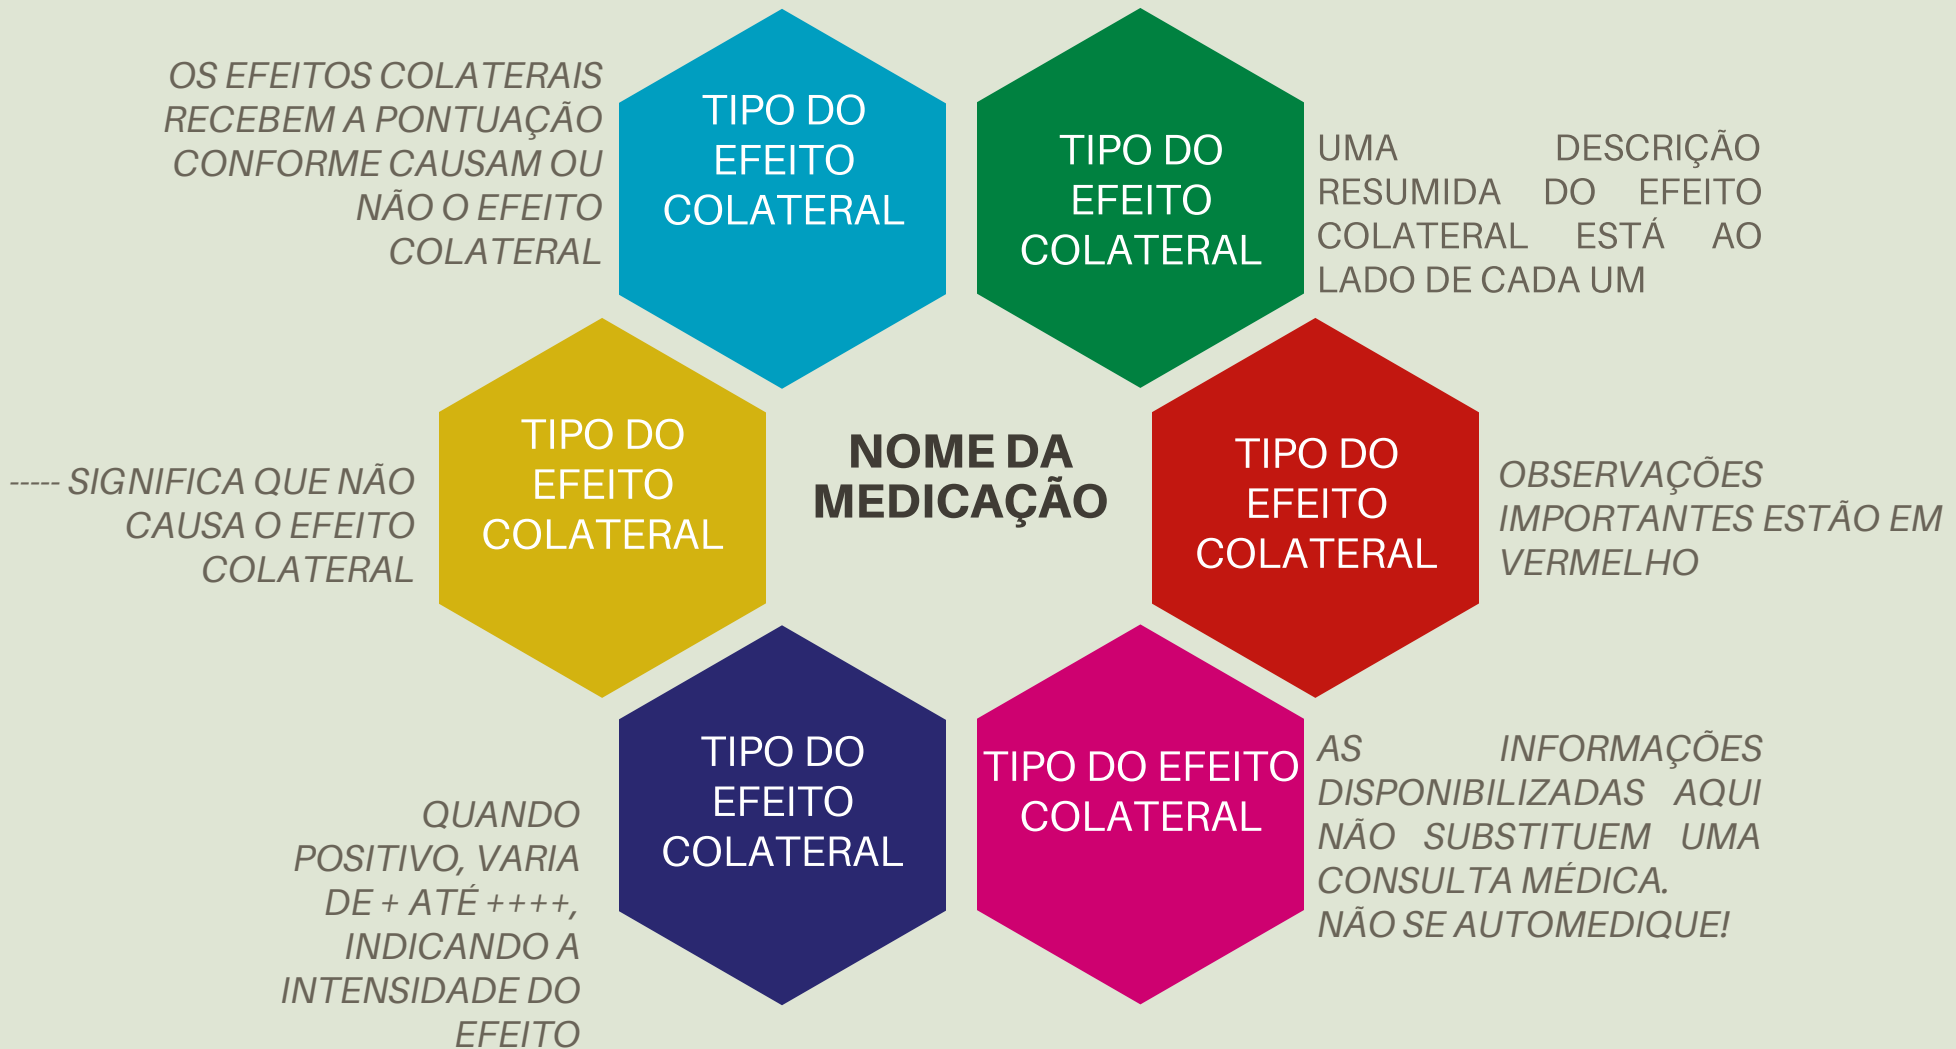 OS EFEITOS COLATERAIS
RECEBEM A PONTUAÇÃO
CONFORME CAUSAM OU
NÃO O EFEITO
COLATERAL
TIPO DO
EFEITO
COLATERAL
TIPO DO
EFEITO
COLATERAL
UMA DESCRIÇÃO
RESUMIDA DO EFEITO
COLATERAL ESTÁ AO
LADO DE CADA UM
----- SIGNIFICA QUE NÃO
CAUSA O EFEITO
COLATERAL
TIPO DO
EFEITO
COLATERAL
NOME DA
MEDICAÇÃO
TIPO DO
EFEITO
COLATERAL
OBSERVAÇÕES
IMPORTANTES ESTÃO EM
VERMELHO
QUANDO
POSITIVO, VARIA
DE + ATÉ ++++,
INDICANDO A
INTENSIDADE DO
EFEITO
TIPO DO
EFEITO
COLATERAL
TIPO DO EFEITO
COLATERAL
AS INFORMAÇÕES
DISPONIBILIZADAS AQUI
NÃO SUBSTITUEM UMA
CONSULTA MÉDICA.
NÃO SE AUTOMEDIQUE!